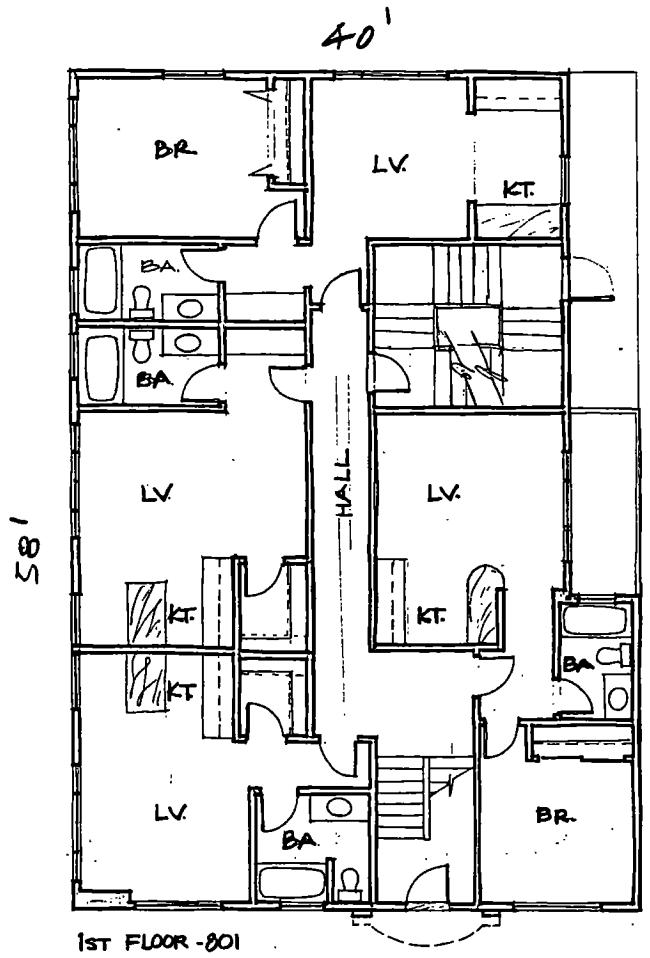 40'
BR
LV.
KT.
BA.
BA
LV.
HALL
LV.
58'
KT.
KT.
BA
KT
LV.
BA
BR.
1ST FLOOR -801